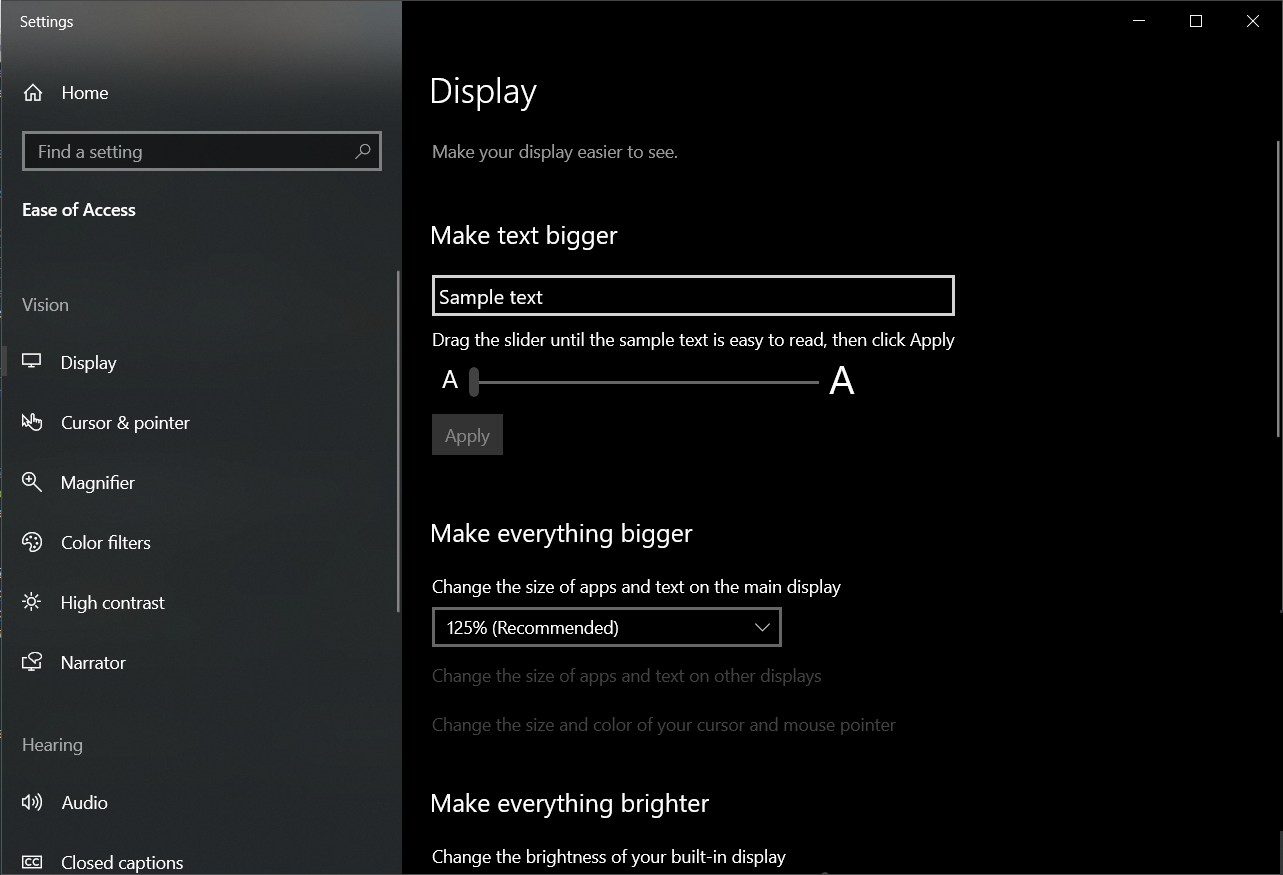 Settings
Home
Find a setting
Ease of Access
Vision
Display
Cursor & pointer
Magnifier
Color filters
High contrast
Narrator
Hearing
Audio
Closed captions
Display
Make your display easier to see.
Make text bigger
Sample text
Drag the slider until the sample text is easy to read, then click Apply
A A
Apply
Make everything bigger
Change the size of apps and text on the main display
125% (Recommended)
Change the size of apps and text on other displays
Change the size and color of your cursor and mouse pointer
Make everything brighter
Change the brightness of your built-in display